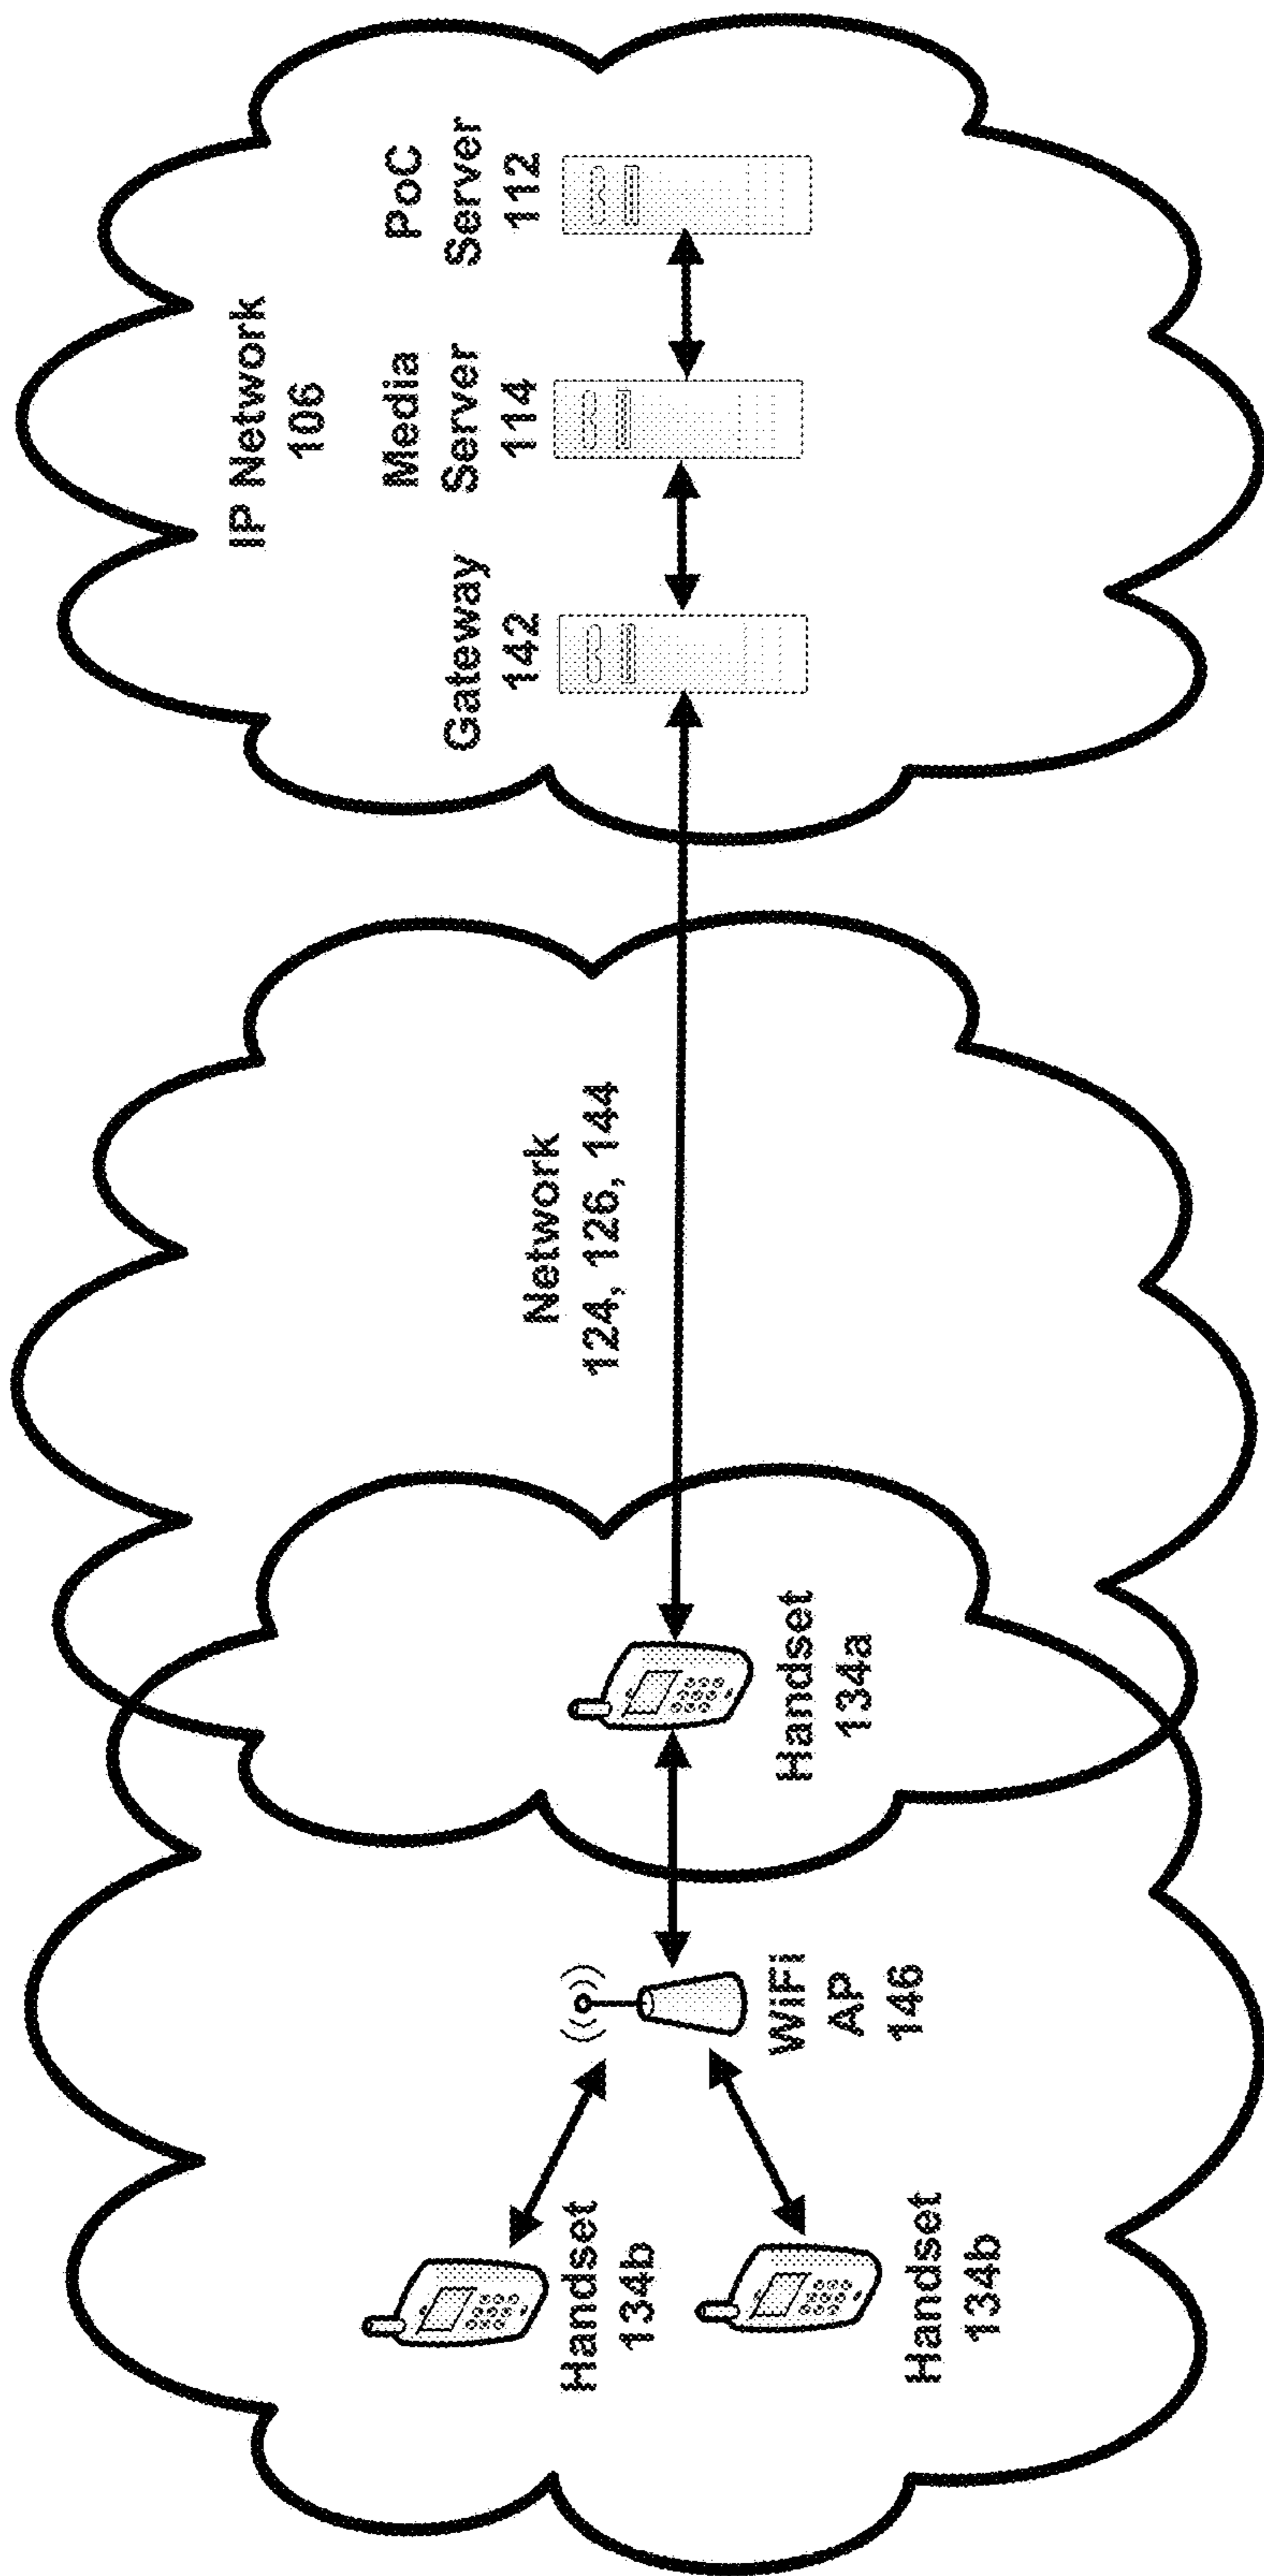 IP Network
106
PoC
Server
112
Media
Server
114
Gateway
142
Network
124, 126, 144
Handset
134a
WiFi
AP
146
Handset
134b
Handset
134b